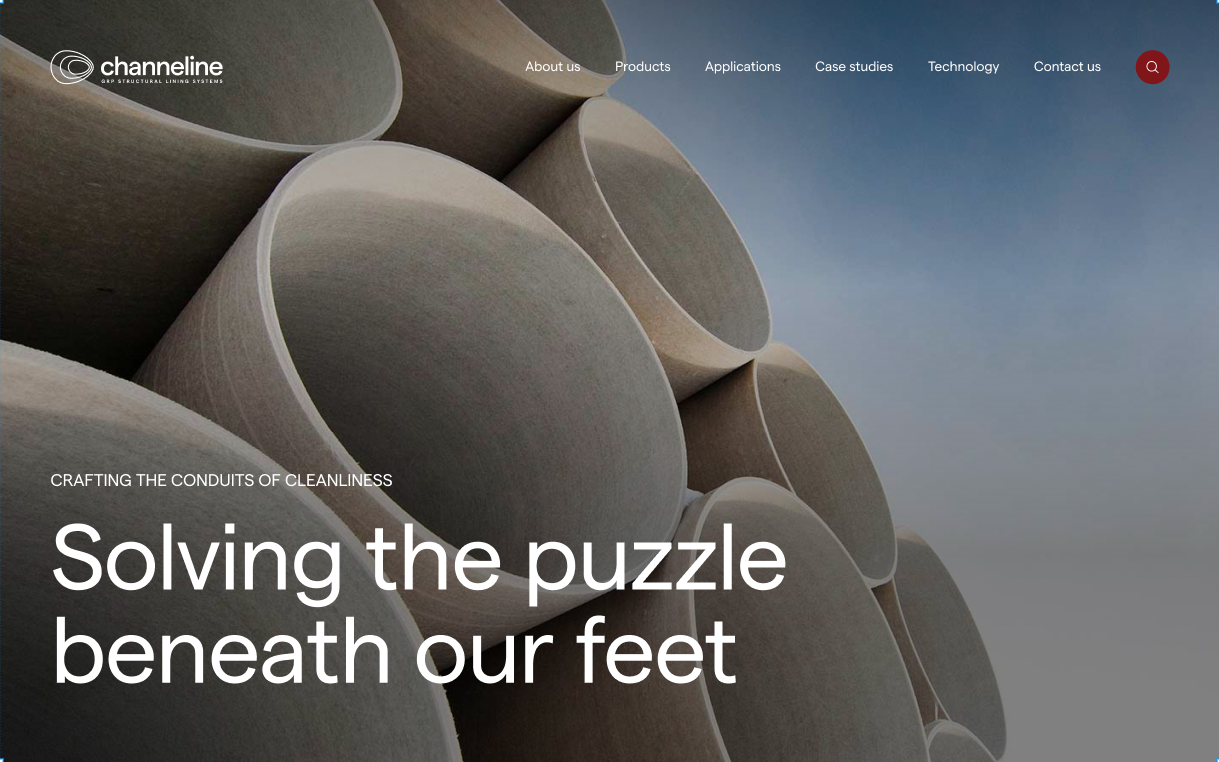 channeline
GRP STRUCTURAL LINING SYSTEMS
About us
Products
Applications
Case studies
Technology
Contact us
CRAFTING THE CONDUITS OF CLEANLINESS
Solving the puzzle
beneath our feet